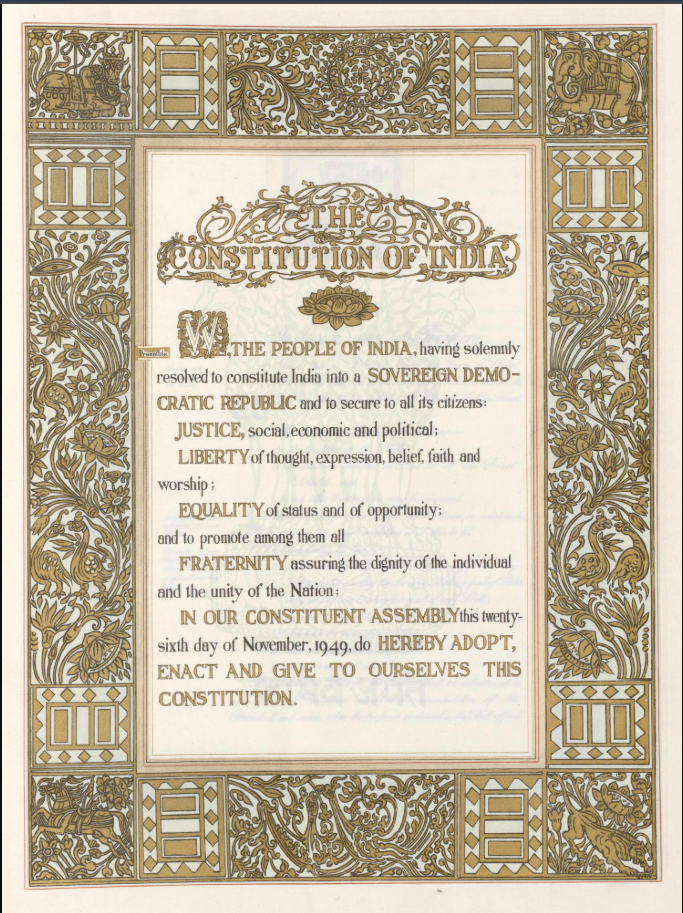 THE
CONSTITUTION OF INDIA
Preamble.
WE, THE PEOPLE OF INDIA, having solemnly
resolved to constitute India into a SOVEREIGN DEMO-
CRATIC REPUBLIC and to secure to all its citizens:
JUSTICE, social, economic and political;
LIBERTY of thought, expression, belief, faith and
worship;
EQUALITY of status and of opportunity;
and to promote among them all
FRATERNITY assuring the dignity of the individual
and the unity of the Nation;
IN OUR CONSTITUENT ASSEMBLY this twenty-
sixth day of November, 1949, do HEREBY ADOPT,
ENACT AND GIVE TO OURSELVES THIS
CONSTITUTION.